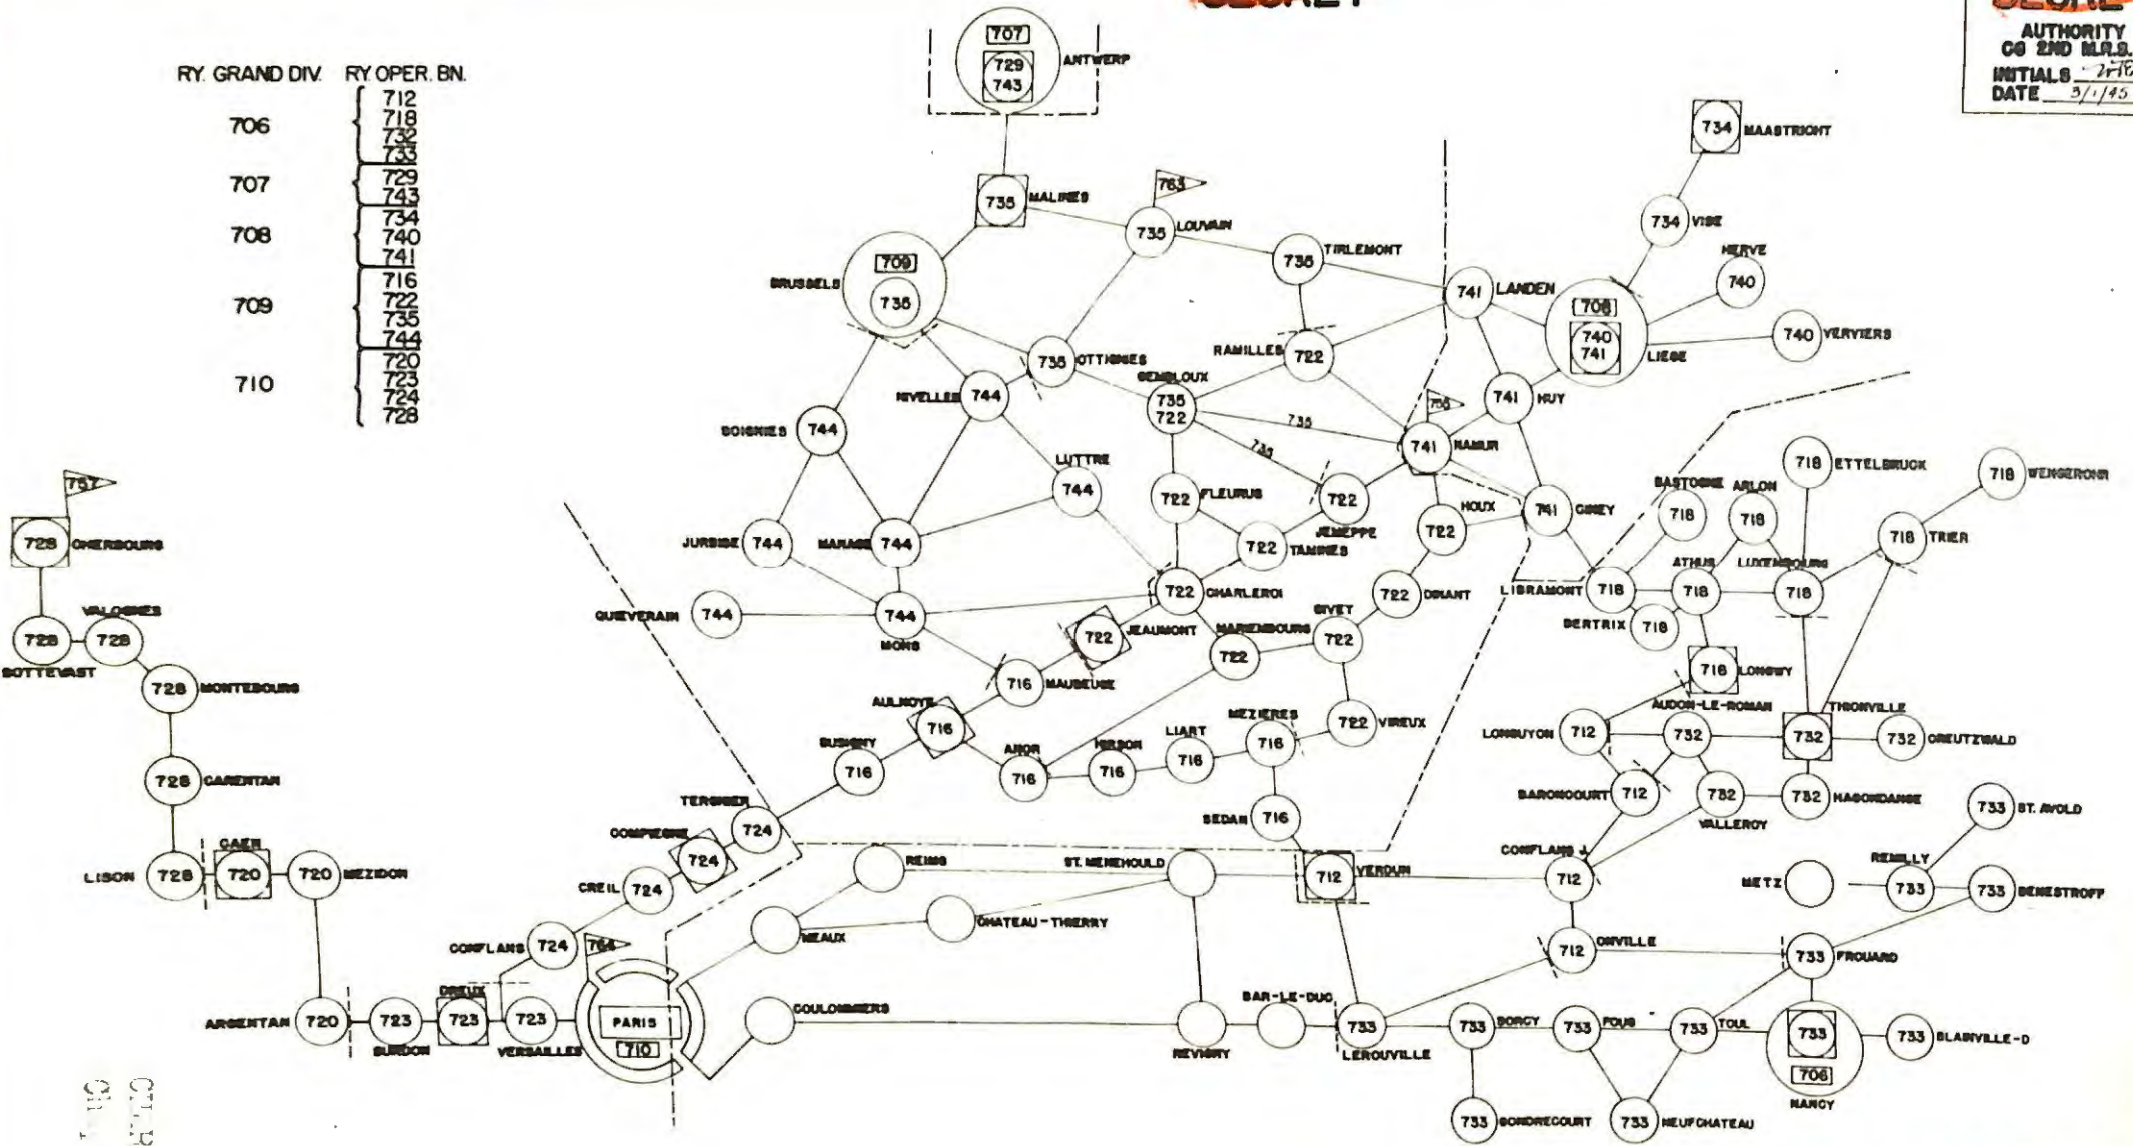 AUTHORITY
CG 2ND M.R.S.
INITIALS
DATE 3/1/45
RY. GRAND DIV. RY OPER. BN.
706
712
718
732
733
707
729
743
708
734
740
741
709
716
722
735
744
710
720
723
724
728
707
729
743
ANTWERP
734 MAASTRICHT
735 MALINES
763
735 LOUVAIN
735 TIRLEMONT
734 VISE
HERVE
740
BRUSSELS
709
735
741 LANDEN
708
740
741
LIEGE
740 VERVIERS
735 OTTIGNIES
RAMILLES 722
GEMBLOUX
735
722
735
735
NIVELLES 744
SOIGNIES 744
741 HUY
755
741 NAMUR
LUTTRE
744
722 FLEURUS
722
JEMEPPE
HOUX
722
741 CINEY
718 ETTELBRUCK
718 WENGEROHR
BASTOGNE
718
ARLON
718
757
728 CHERBOURG
JURBISE 744
MANAGE 744
722 TAMINES
718 TRIER
QUIEVERAIN 744
744
MONS
722 CHARLEROI
722 DINANT
LIBRAMONT 718
ATHUS
718
LUXEMBOURG
718
BERTRIX 718
VALOGNES
728
728
SOTTEVAST
722 JEAUMONT
MARIEMBOURG
722
GIVET
722
718 LONGWY
728 MONTEBOURG
716 MAUBEUGE
AULNOYE
716
ANOR
716
HIRSON
716
LIART
716
MEZIERES
716
722 VIREUX
LONGUYON 712
AUDON-LE-ROMAN
732
THIONVILLE
732
732 CREUTZWALD
BUSIGNY
716
728 CARENTAN
BARONCOURT 712
732
VALLEROY
732 HAGONDANGE
733 ST. AVOLD
TERGNIER
724
SEDAN 716
COMPIEGNE
724
LISON 728
CAEN
720
720 MEZIDON
CREIL 724
REIMS
ST. MENEHOULD
712 VERDUN
CONFLANS J.
712
METZ
REMILLY
733
733 BENESTROFF
CONFLANS 724
764
MEAUX
CHATEAU-THIERRY
712 ONVILLE
733 FROUARD
ARGENTAN 720
723
SURDON
DREUX
723
723
VERSAILLES
PARIS
710
COULOMMIERS
REVIGNY
BAR-LE-DUC
733
LEROUVILLE
733 SORCY
733 FOUG
733 TOUL
733
706
NANCY
733 BLAINVILLE-D
733 GONDRECOURT
733 NEUFCHATEAU